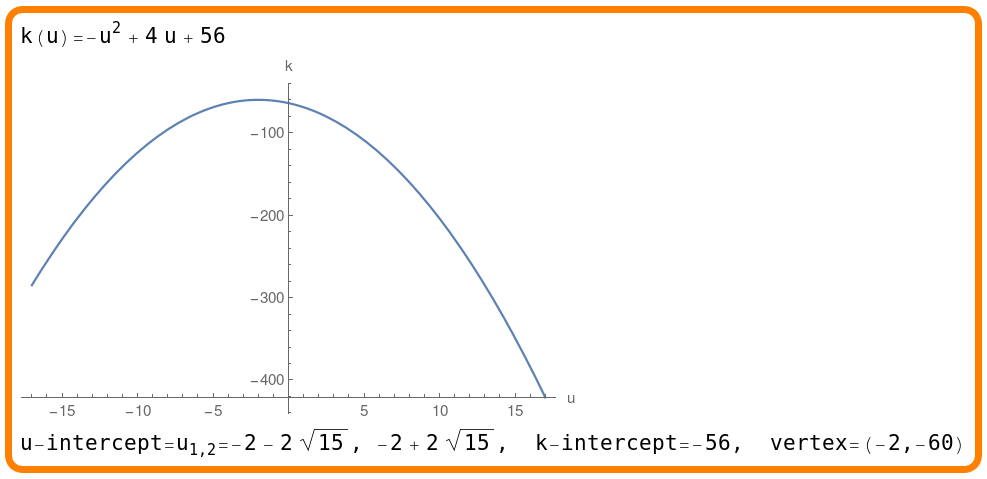 k(u)=-u² + 4 u + 56
k
-100
-200
-300
-400
-15 -10 -5 5 10 15 u
u-intercept=u₁,₂=-2 - 2 √15, -2 + 2 √15, k-intercept=-56, vertex=(-2,-60)